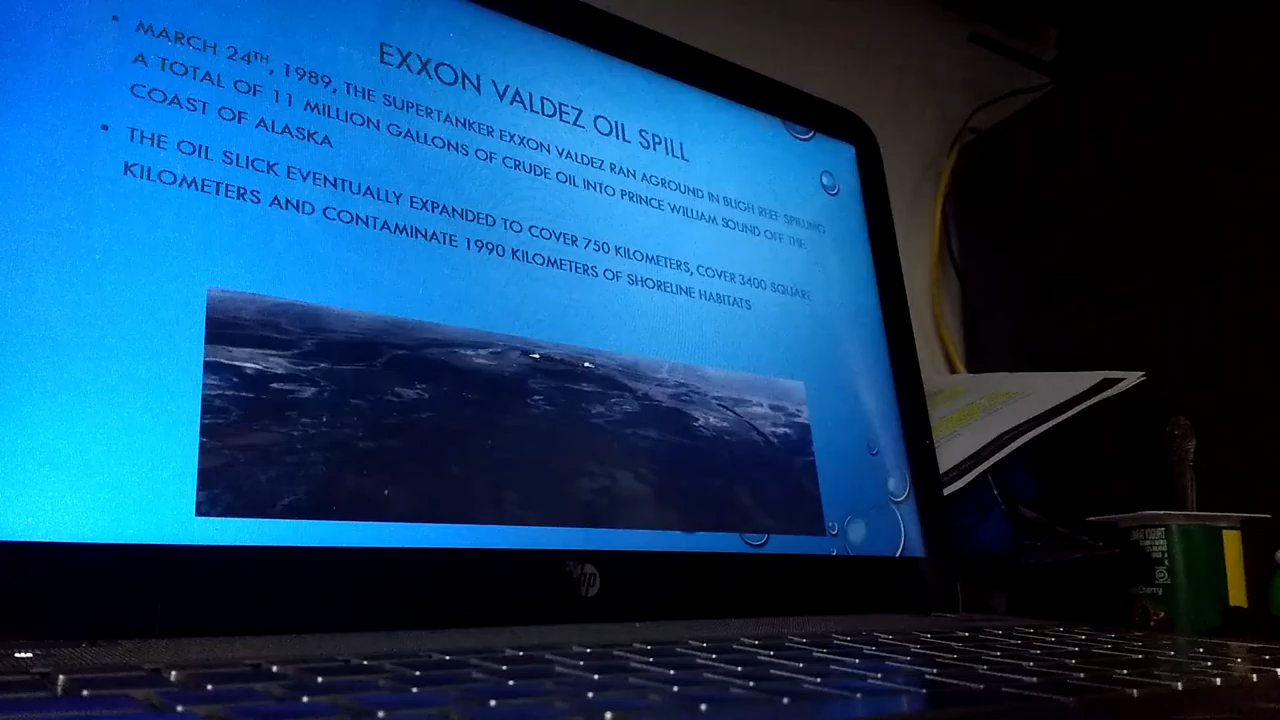 EXXON VALDEZ OIL SPILL
• MARCH 24TH, 1989, THE SUPERTANKER EXXON VALDEZ RAN AGROUND IN BLIGH REEF SPILLING
A TOTAL OF 11 MILLION GALLONS OF CRUDE OIL INTO PRINCE WILLIAM SOUND OFF THE
COAST OF ALASKA
• THE OIL SLICK EVENTUALLY EXPANDED TO COVER 750 KILOMETERS, COVER 3400 SQUARE
KILOMETERS AND CONTAMINATE 1990 KILOMETERS OF SHORELINE HABITATS
hp
Cherry